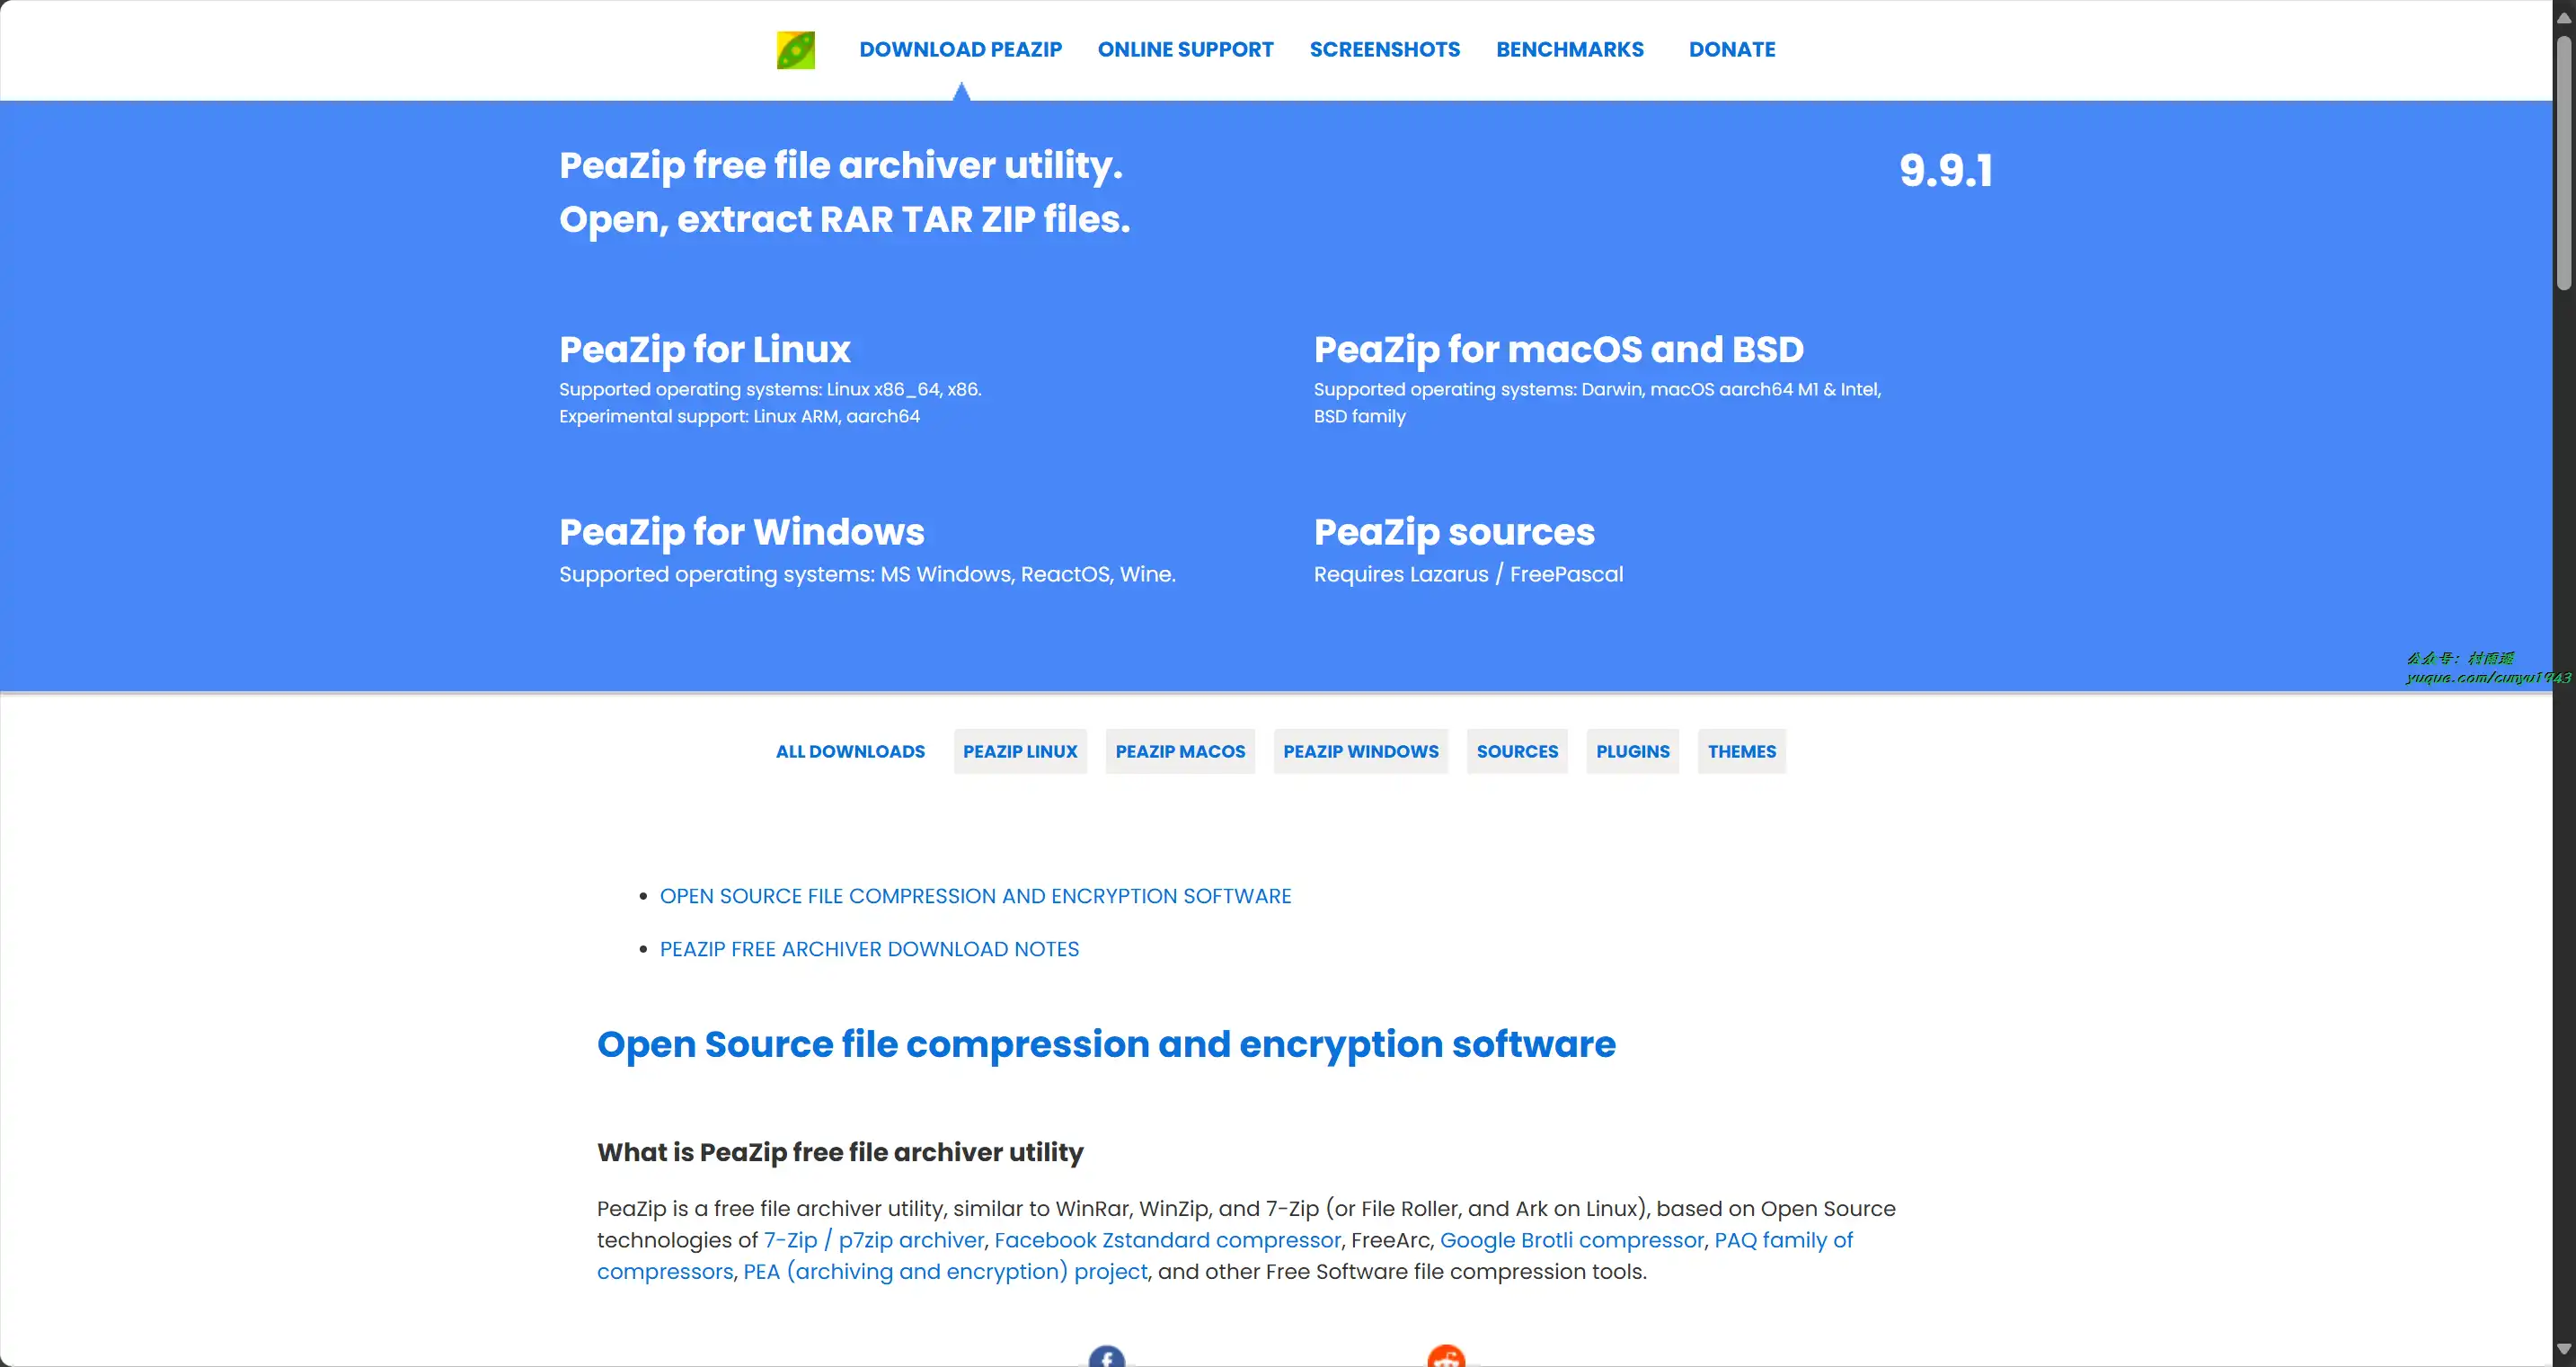 DOWNLOAD PEAZIP ONLINE SUPPORT SCREENSHOTS BENCHMARKS DONATE
PeaZip free file archiver utility.
Open, extract RAR TAR ZIP files.
9.9.1
PeaZip for Linux
Supported operating systems: Linux x86_64, x86.
Experimental support: Linux ARM, aarch64
PeaZip for macOS and BSD
Supported operating systems: Darwin, macOS aarch64 M1 & Intel,
BSD family
PeaZip for Windows
Supported operating systems: MS Windows, ReactOS, Wine.
PeaZip sources
Requires Lazarus / FreePascal
公众号：村雨遥
yuque.com/cunyu1943
ALL DOWNLOADS PEAZIP LINUX PEAZIP MACOS PEAZIP WINDOWS SOURCES PLUGINS THEMES
• OPEN SOURCE FILE COMPRESSION AND ENCRYPTION SOFTWARE
• PEAZIP FREE ARCHIVER DOWNLOAD NOTES
Open Source file compression and encryption software
What is PeaZip free file archiver utility
PeaZip is a free file archiver utility, similar to WinRar, WinZip, and 7-Zip (or File Roller, and Ark on Linux), based on Open Source
technologies of 7-Zip / p7zip archiver, Facebook Zstandard compressor, FreeArc, Google Brotli compressor, PAQ family of
compressors, PEA (archiving and encryption) project, and other Free Software file compression tools.